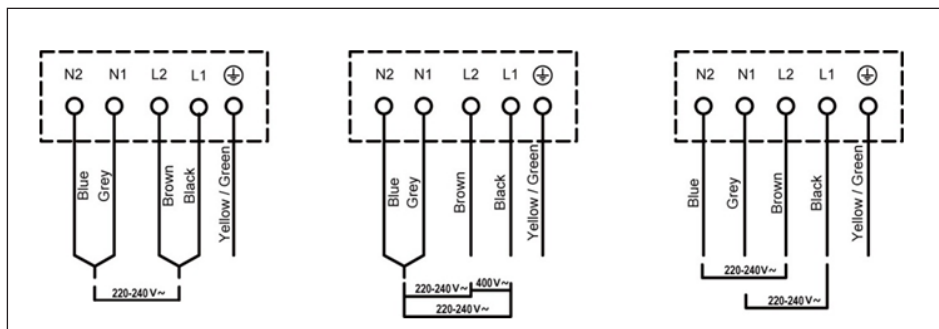 N2 N1 L2 L1
Blue
Grey
Brown
Black
Yellow / Green
220-240 V~
N2 N1 L2 L1
Blue
Grey
Brown
Black
Yellow / Green
220-240 V~ 400 V~
220-240 V~
N2 N1 L2 L1
Blue
Grey
Brown
Black
Yellow / Green
220-240 V~
220-240 V~